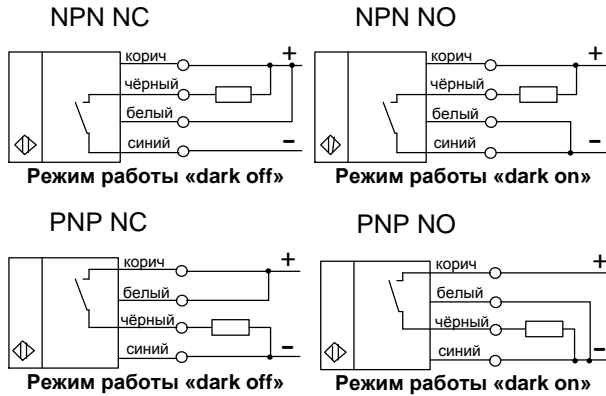 NPN NC
корич
+
чёрный
белый
синий
–
Режим работы «dark off»
NPN NO
корич
+
чёрный
белый
синий
–
Режим работы «dark on»
PNP NC
корич
+
белый
чёрный
синий
–
Режим работы «dark off»
PNP NO
корич
+
белый
чёрный
синий
–
Режим работы «dark on»